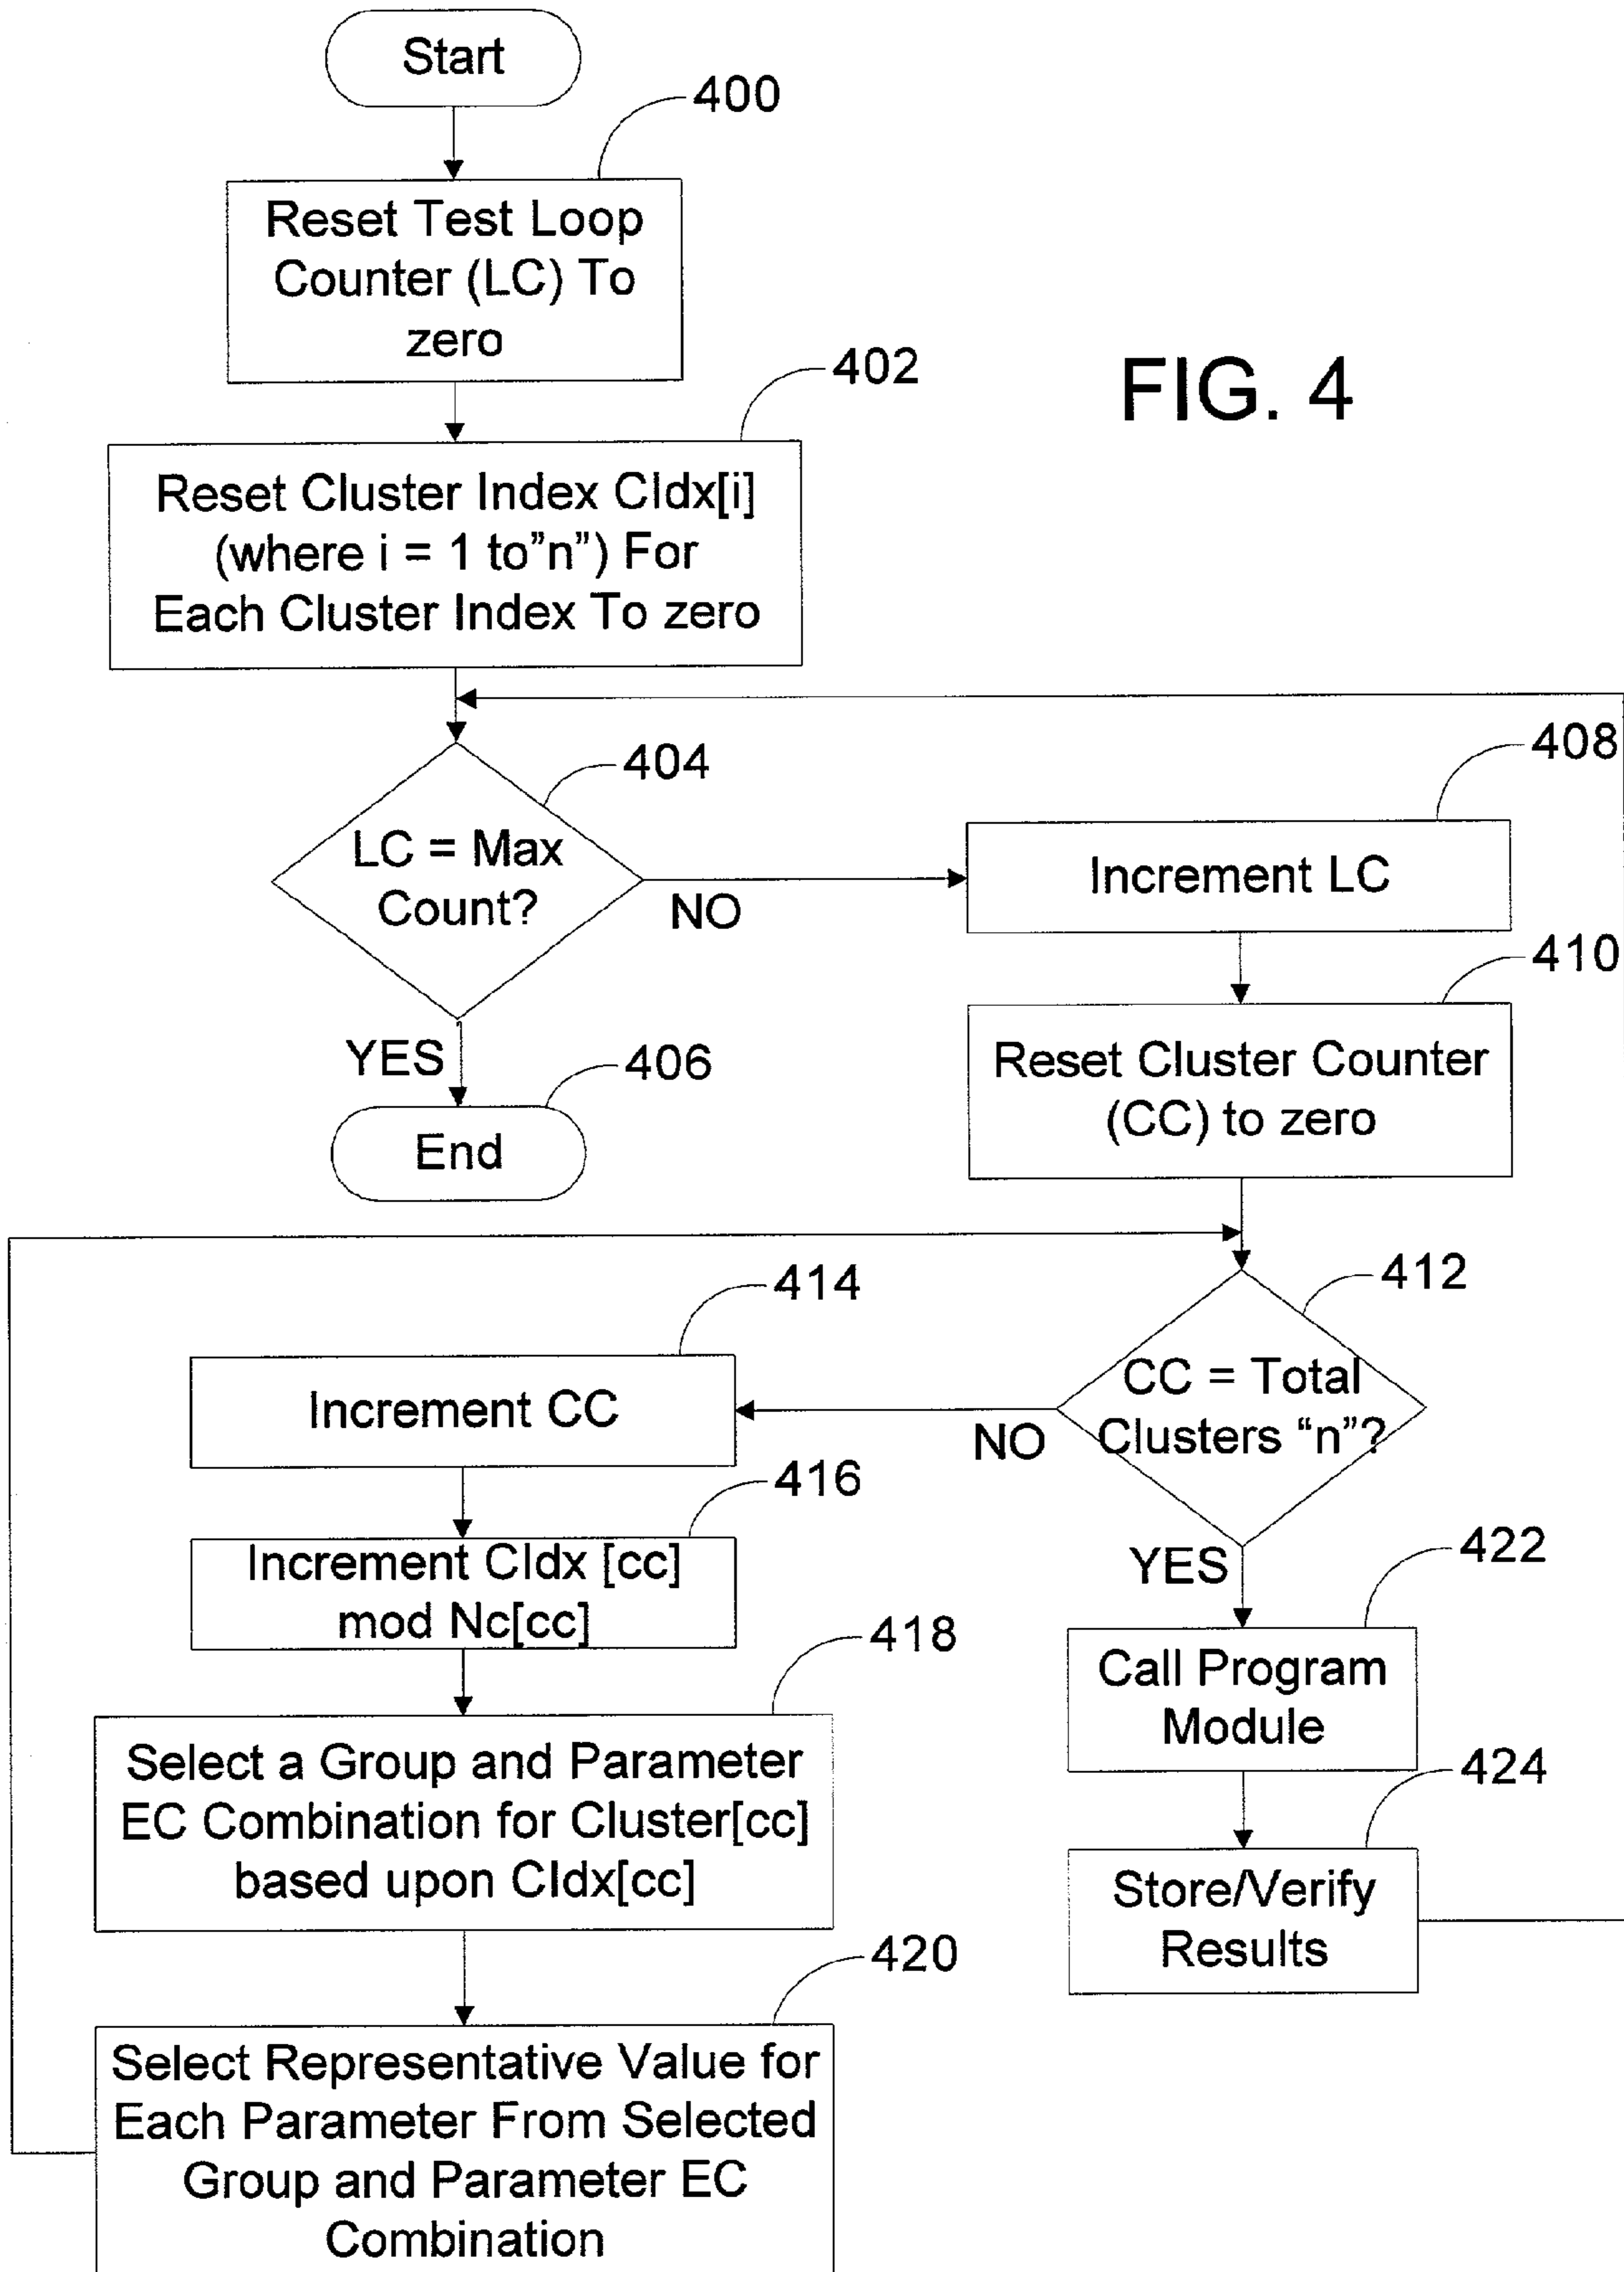 Start
400
Reset Test Loop
Counter (LC) To
zero
402
FIG. 4
Reset Cluster Index CIdx[i]
(where i = 1 to"n") For
Each Cluster Index To zero
404
LC = Max
Count?
NO
YES
406
End
408
Increment LC
410
Reset Cluster Counter
(CC) to zero
412
CC = Total
Clusters “n”?
NO
YES
414
Increment CC
416
Increment CIdx [cc]
mod Nc[cc]
418
Select a Group and Parameter
EC Combination for Cluster[cc]
based upon CIdx[cc]
420
Select Representative Value for
Each Parameter From Selected
Group and Parameter EC
Combination
422
Call Program
Module
424
Store/Verify
Results